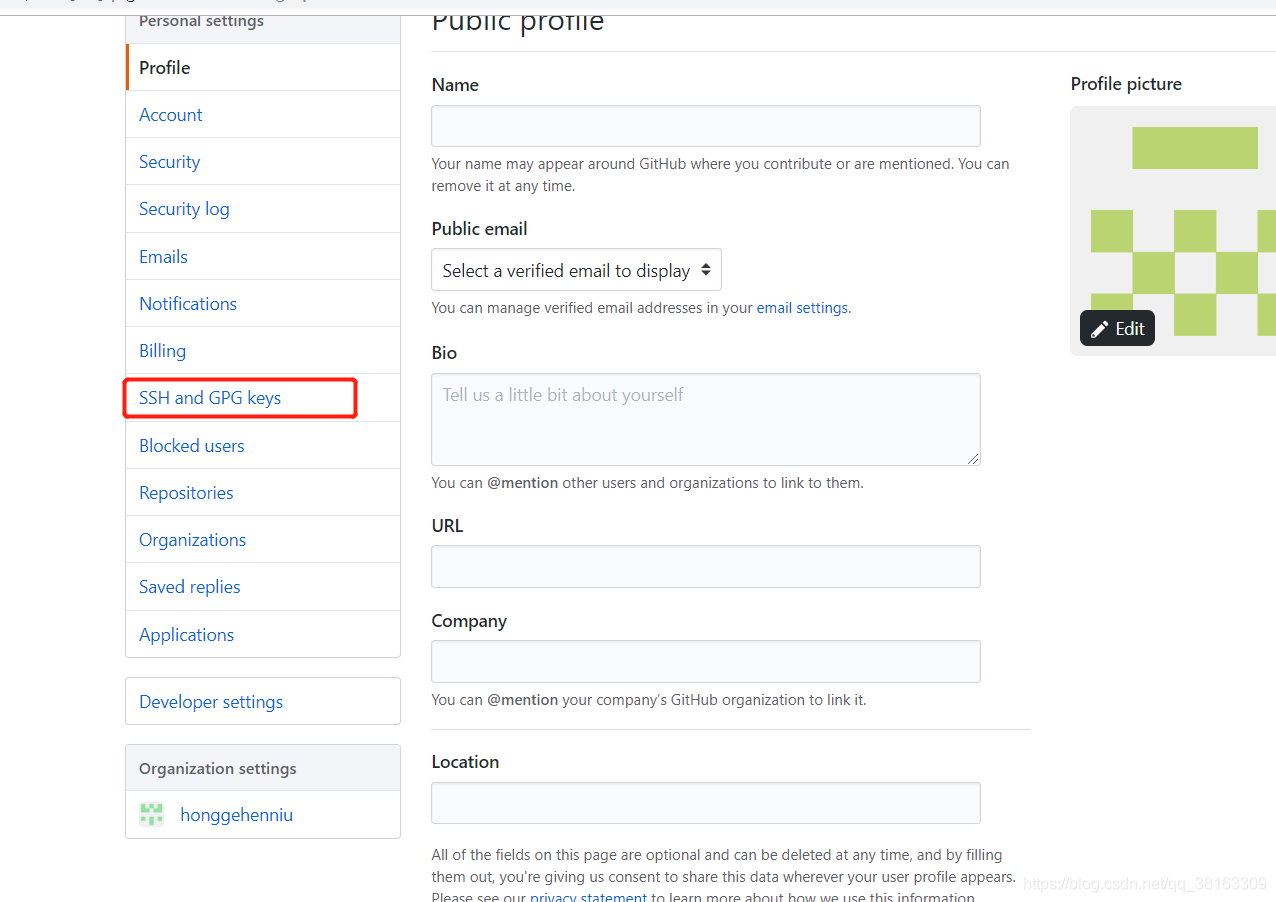 Personal settings
Profile
Account
Security
Security log
Emails
Notifications
Billing
SSH and GPG keys
Blocked users
Repositories
Organizations
Saved replies
Applications
Developer settings
Organization settings
honggehenniu
Public profile
Name
Your name may appear around GitHub where you contribute or are mentioned. You can
remove it at any time.
Public email
Select a verified email to display
You can manage verified email addresses in your email settings.
Bio
Tell us a little bit about yourself
You can @mention other users and organizations to link to them.
URL
Company
You can @mention your company's GitHub organization to link it.
Location
All of the fields on this page are optional and can be deleted at any time, and by filling
them out, you're giving us consent to share this data wherever your user profile appears.
Please see our privacy statement to learn more about how we use this information.
Profile picture
Edit
https://blog.csdn.net/qq_38163309